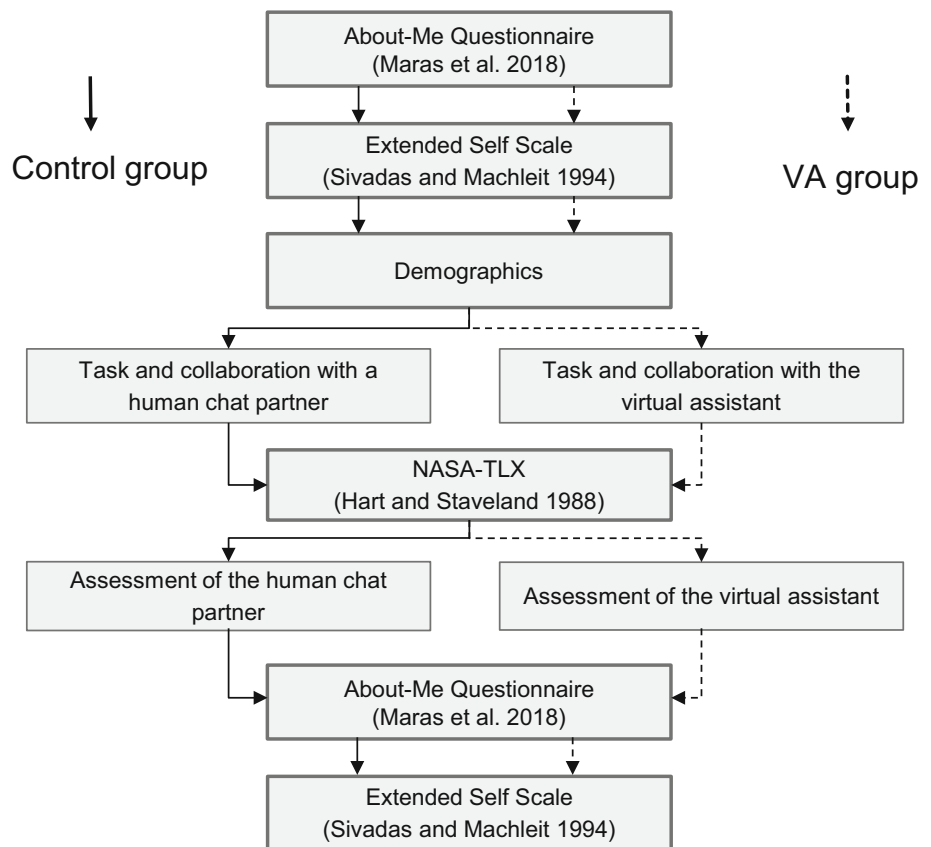 About-Me Questionnaire
(Maras et al. 2018)
Control group
VA group
Extended Self Scale
(Sivadas and Machleit 1994)
Demographics
Task and collaboration with a
human chat partner
Task and collaboration with the
virtual assistant
NASA-TLX
(Hart and Staveland 1988)
Assessment of the human chat
partner
Assessment of the virtual assistant
About-Me Questionnaire
(Maras et al. 2018)
Extended Self Scale
(Sivadas and Machleit 1994)